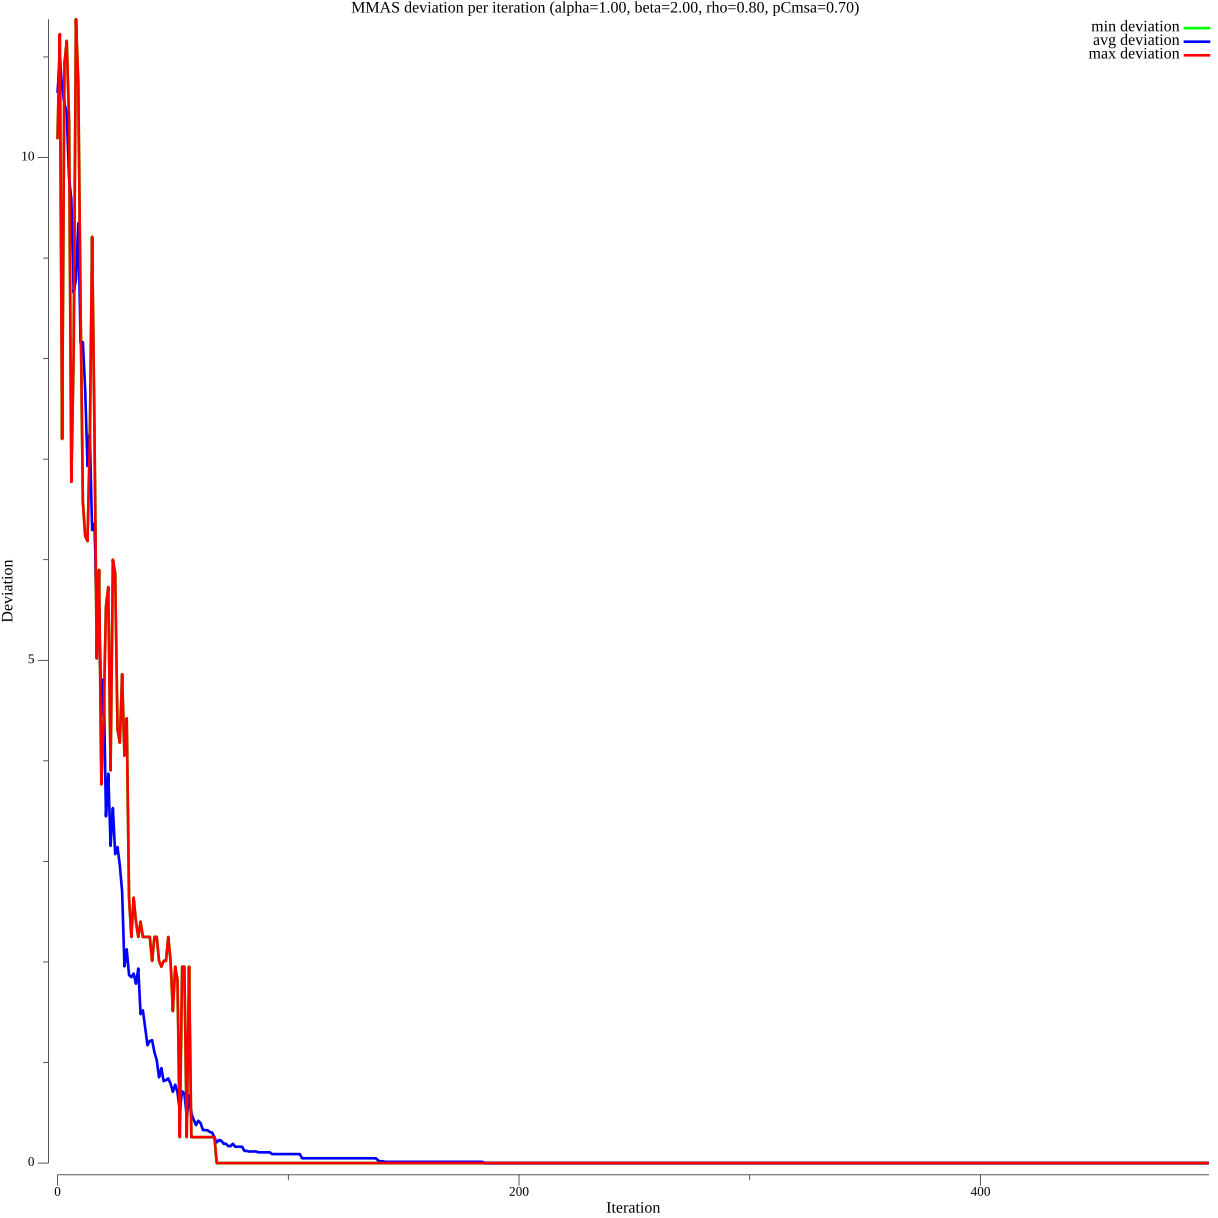 MMAS deviation per iteration (alpha=1.00, beta=2.00, rho=0.80, pCmsa=0.70)
min deviation
avg deviation
max deviation
10
5
0
Deviation
0
200
400
Iteration